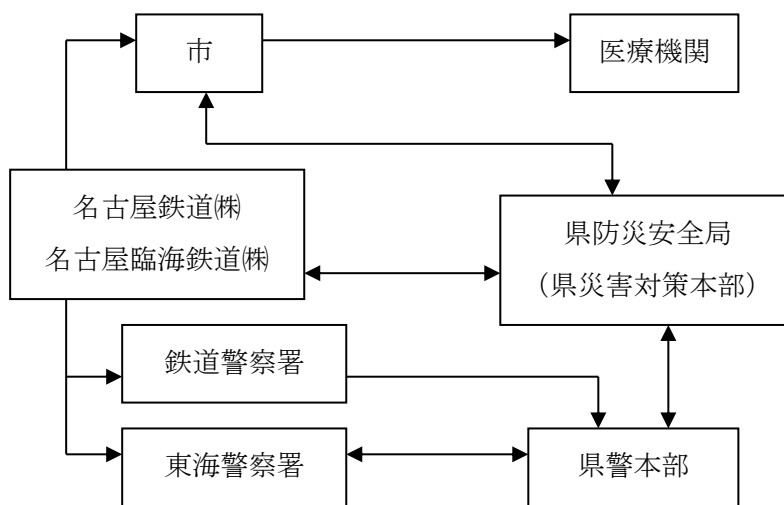 市
医療機関
名古屋鉄道㈱
名古屋臨海鉄道㈱
県防災安全局
（県災害対策本部）
鉄道警察署
東海警察署
県警本部